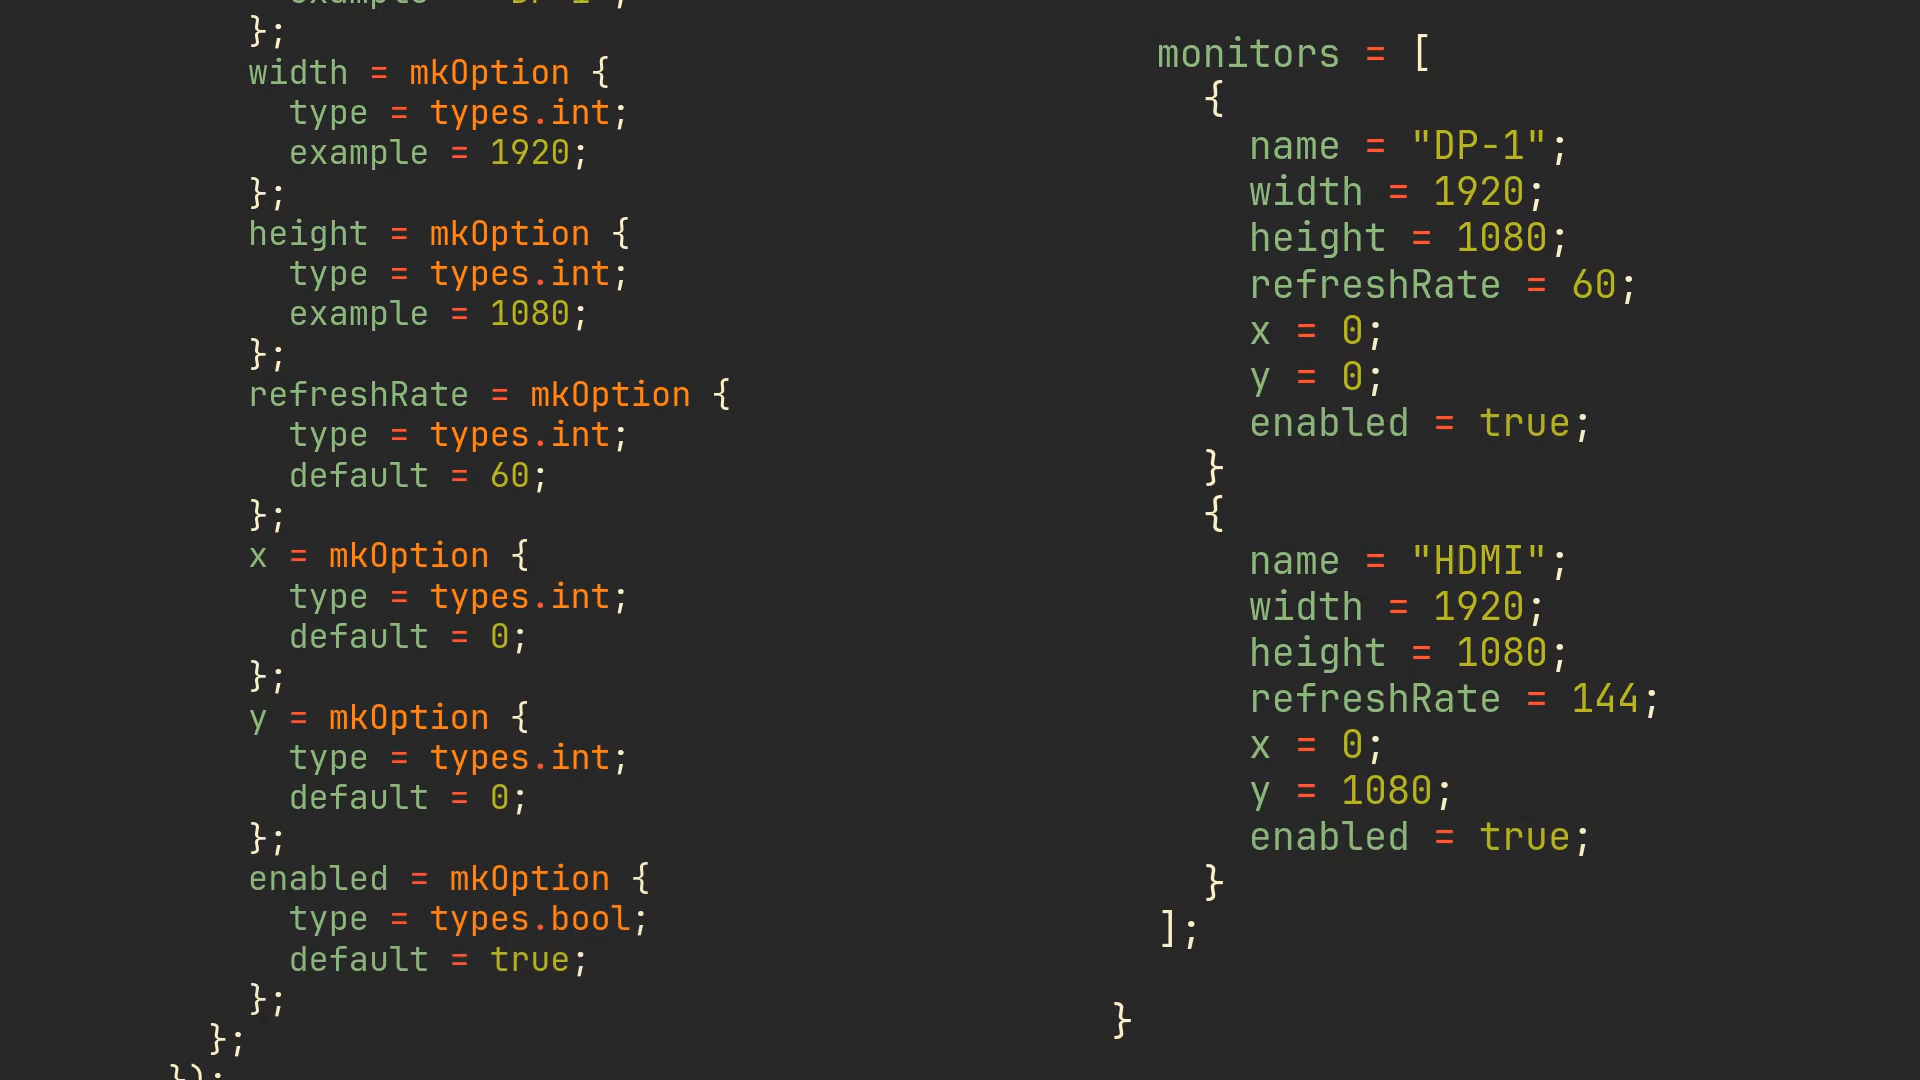 example = "DP-1";
};
width = mkOption {
type = types.int;
example = 1920;
};
height = mkOption {
type = types.int;
example = 1080;
};
refreshRate = mkOption {
type = types.int;
default = 60;
};
x = mkOption {
type = types.int;
default = 0;
};
y = mkOption {
type = types.int;
default = 0;
};
enabled = mkOption {
type = types.bool;
default = true;
};
};
});
monitors = [
{
name = "DP-1";
width = 1920;
height = 1080;
refreshRate = 60;
x = 0;
y = 0;
enabled = true;
}
{
name = "HDMI";
width = 1920;
height = 1080;
refreshRate = 144;
x = 0;
y = 1080;
enabled = true;
}
];
}